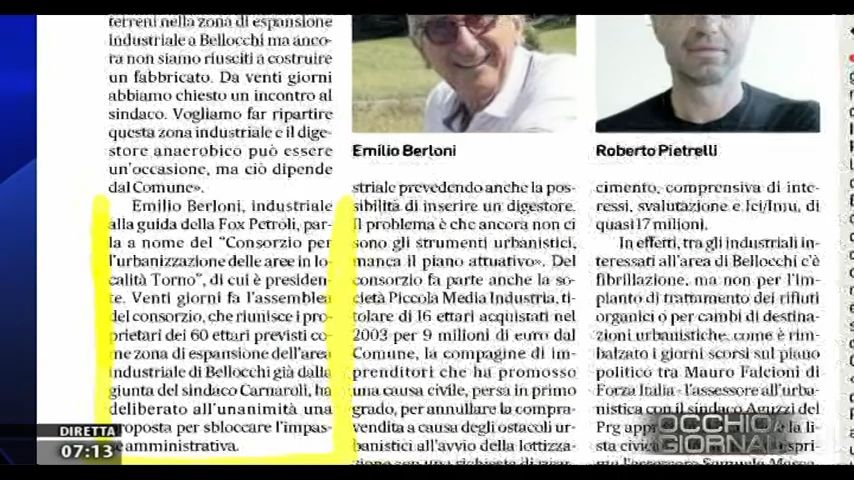 terreni nella zona di espansione
industriale a Bellocchi ma anco-
ra non siamo riusciti a costruire
un fabbricato. Da venti giorni
abbiamo chiesto un incontro al
sindaco. Vogliamo far ripartire
questa zona industriale e il dige-
store anaerobico può essere
un'occasione, ma ciò dipende
dal Comune».
Emilio Berloni, industriale
alla guida della Fox Petroli, par-
la a nome del "Consorzio per
l'urbanizzazione delle aree in lo-
calità Torno", di cui è presiden-
te. Venti giorni fa l'assemblea
del consorzio, che riunisce i pro-
prietari dei 60 ettari previsti co-
me zona di espansione dell'area
industriale di Bellocchi già dalla
giunta del sindaco Carnaroli, ha
deliberato all'unanimità una
proposta per sbloccare l'impas-
se amministrativa.
Emilio Berloni
striale prevedendo anche la pos-
sibilità di inserire un digestore.
Il problema è che ancora non ci
sono gli strumenti urbanistici,
manca il piano attuativo». Del
consorzio fa parte anche la so-
cietà Piccola Media Industria, ti-
tolare di 16 ettari acquistati nel
2003 per 9 milioni di euro dal
Comune, la compagine di im-
prenditori che ha promosso
una causa civile, persa in primo
grado, per annullare la compra-
vendita a causa degli ostacoli ur-
banistici all'avvio della lottizza-
Roberto Pietrelli
cimento, comprensiva di inte-
ressi, svalutazione e Ici/Imu, di
quasi 17 milioni.
In effetti, tra gli industriali in-
teressati all'area di Bellocchi c'è
fibrillazione, ma non per l'im-
pianto di trattamento dei rifiuti
organici o per cambi di destina-
zioni urbanistiche, come è rim-
balzato i giorni scorsi sul piano
politico tra Mauro Falcioni di
Forza Italia - l'assessore all'urba-
nistica con il sindaco Aguzzi del
Prg e la li-
sta civica
DIRETTA
07:13
OCCHIO
GIORNALI